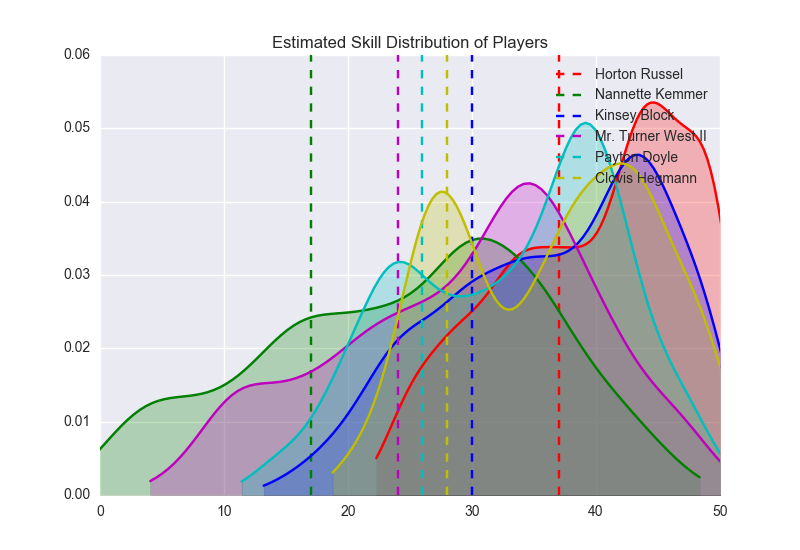 Estimated Skill Distribution of Players
0.06
0.05
0.04
0.03
0.02
0.01
0.00
0 10 20 30 40 50
Horton Russel
Nannette Kemmer
Kinsey Block
Mr. Turner West II
Payton Doyle
Clovis Hegmann